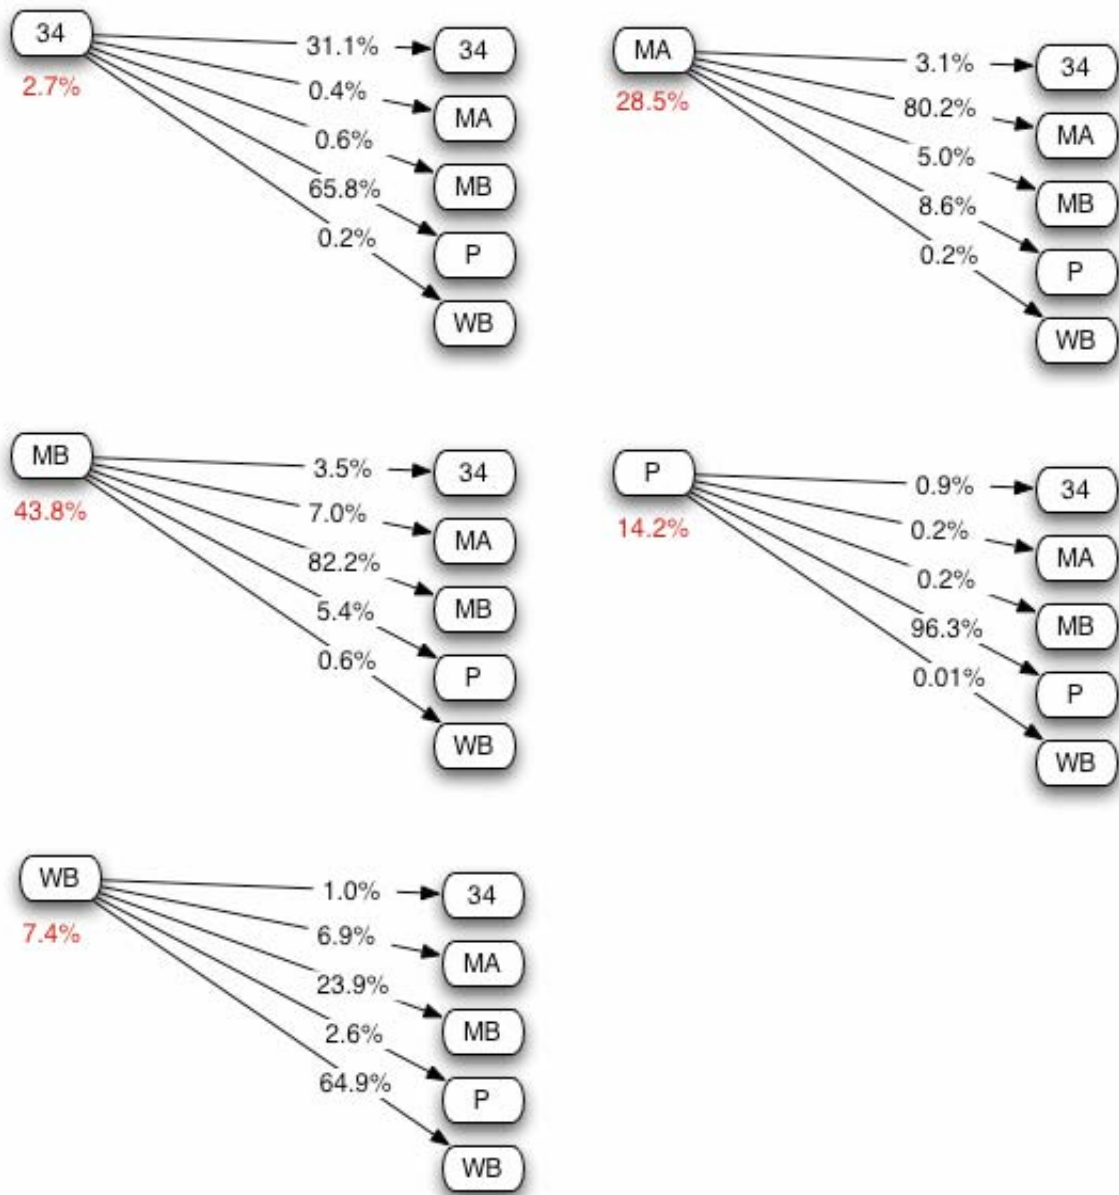 34
2.7%
31.1%
34
0.4%
MA
0.6%
MB
65.8%
P
0.2%
WB
MA
28.5%
3.1%
34
80.2%
MA
5.0%
MB
8.6%
P
0.2%
WB
MB
43.8%
3.5%
34
7.0%
MA
82.2%
MB
5.4%
P
0.6%
WB
P
14.2%
0.9%
34
0.2%
MA
0.2%
MB
96.3%
P
0.01%
WB
WB
7.4%
1.0%
34
6.9%
MA
23.9%
MB
2.6%
P
64.9%
WB